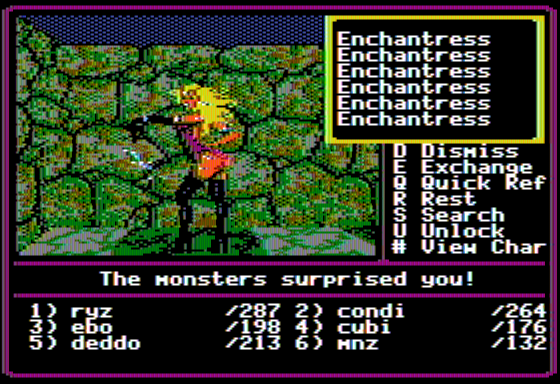 Enchantress
Enchantress
Enchantress
Enchantress
Enchantress
Enchantress
D Dismiss
E Exchange
Q Quick Ref
R Rest
S Search
U Unlock
# View Char
The monsters surprised you!
1) ryz /287 2) condi /264
3) ebo /198 4) cubi /176
5) deddo /213 6) mnz /132